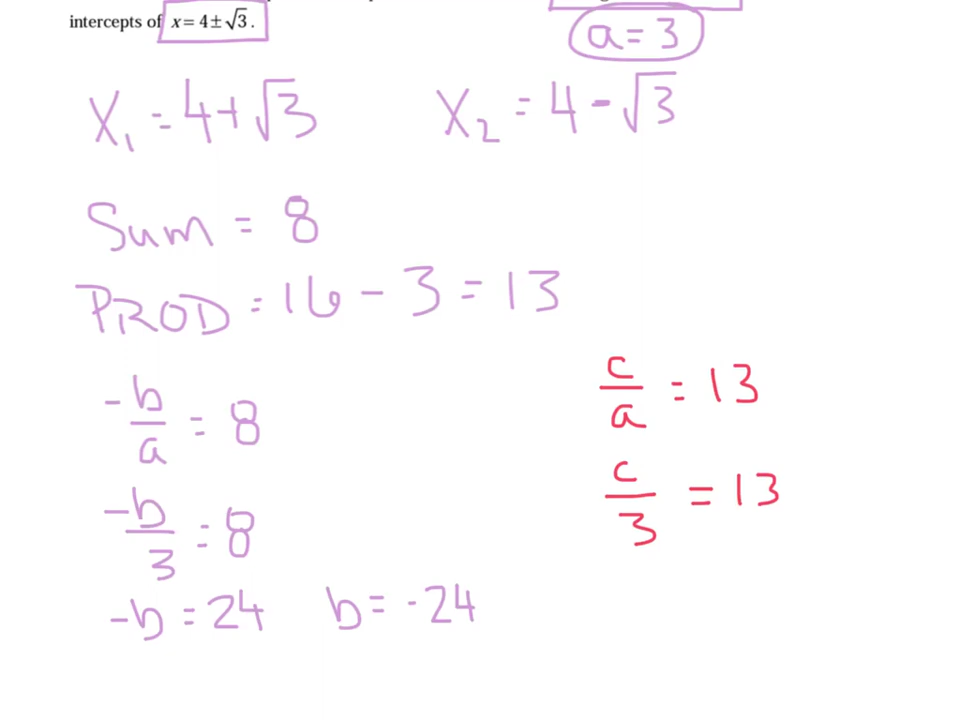 intercepts of x = 4 ± √3 .
a = 3
X₁ = 4 + √3
X₂ = 4 - √3
Sum = 8
PROD = 16 - 3 = 13
-b/a = 8
c/a = 13
-b/3 = 8
c/3 = 13
-b = 24
b = -24